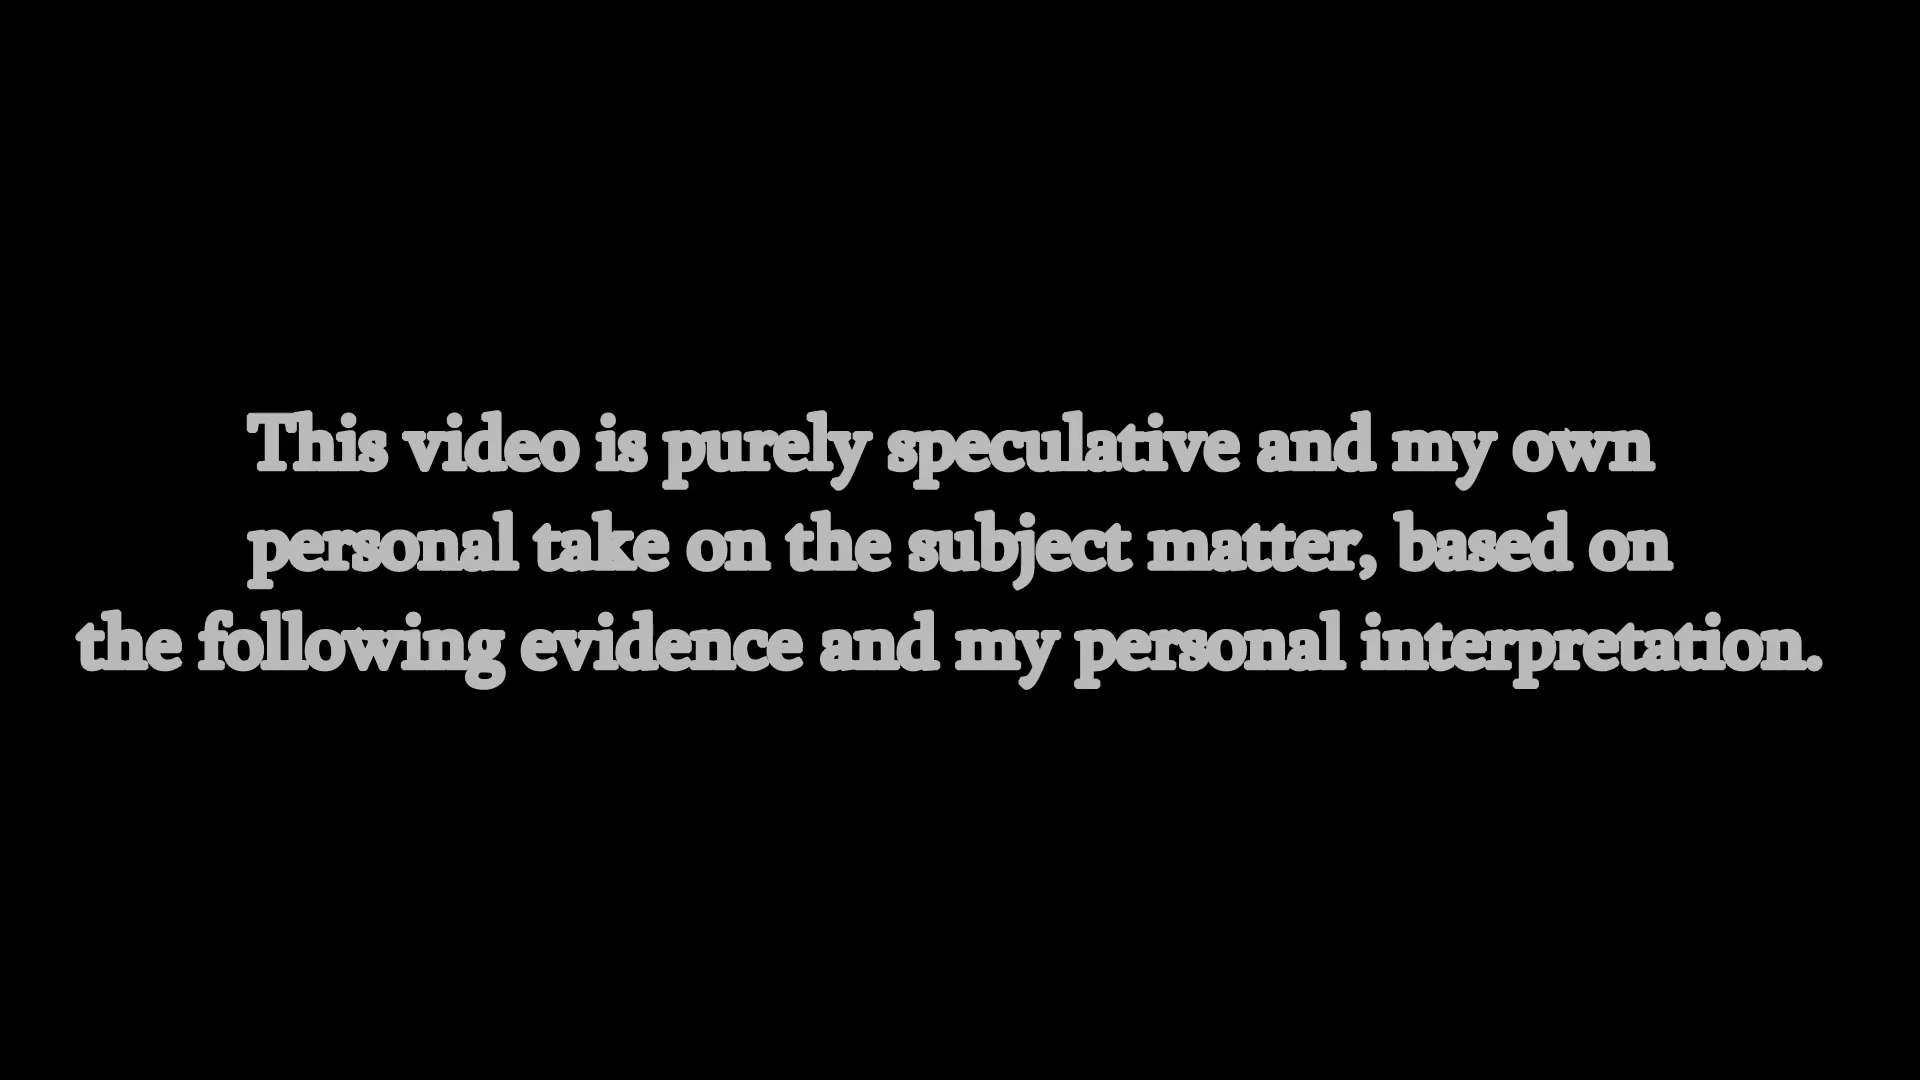 This video is purely speculative and my own
personal take on the subject matter, based on
the following evidence and my personal interpretation.